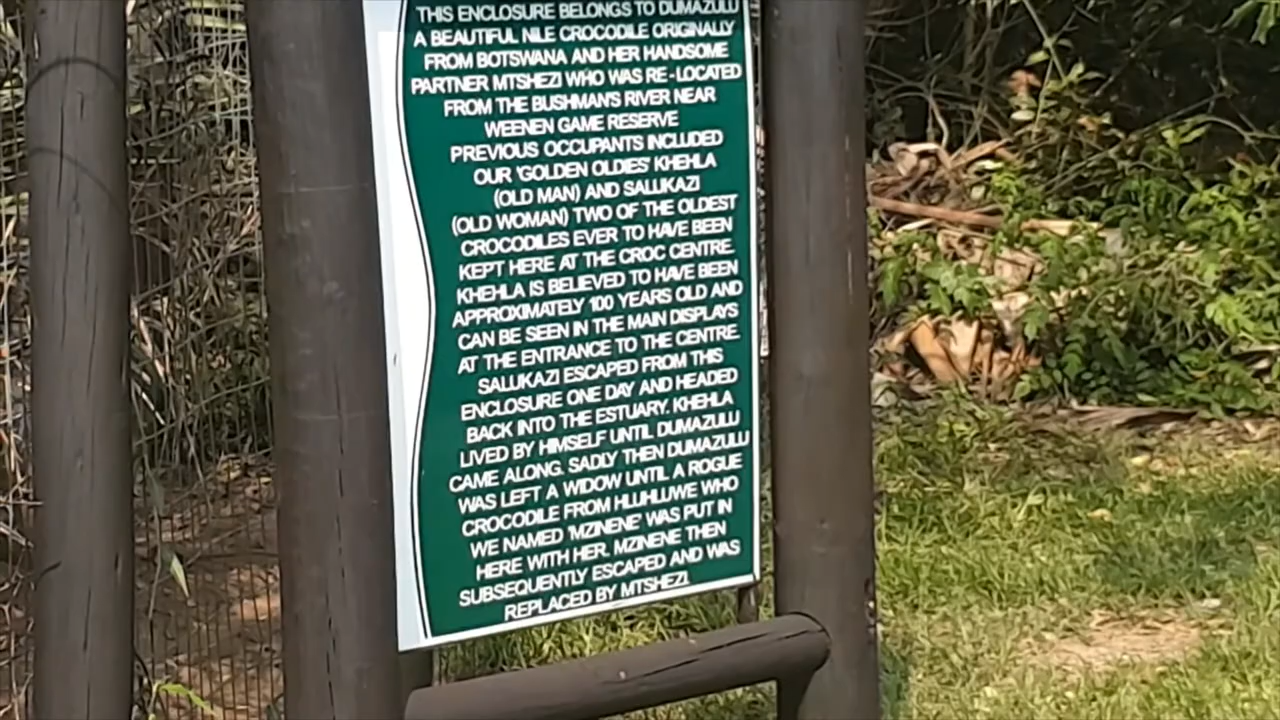 THIS ENCLOSURE BELONGS TO DUMAZULU
A BEAUTIFUL NILE CROCODILE ORIGINALLY
FROM BOTSWANA AND HER HANDSOME
PARTNER MTSHEZI WHO WAS RE-LOCATED
FROM THE BUSHMAN'S RIVER NEAR
WEENEN GAME RESERVE
PREVIOUS OCCUPANTS INCLUDED
OUR 'GOLDEN OLDIES' KHEHLA
(OLD MAN) AND SALUKAZI
(OLD WOMAN) TWO OF THE OLDEST
CROCODILES EVER TO HAVE BEEN
KEPT HERE AT THE CROC CENTRE.
KHEHLA IS BELIEVED TO HAVE BEEN
APPROXIMATELY 100 YEARS OLD AND
CAN BE SEEN IN THE MAIN DISPLAYS
AT THE ENTRANCE TO THE CENTRE.
SALUKAZI ESCAPED FROM THIS
ENCLOSURE ONE DAY AND HEADED
BACK INTO THE ESTUARY. KHEHLA
LIVED BY HIMSELF UNTIL DUMAZULU
CAME ALONG. SADLY THEN DUMAZULU
WAS LEFT A WIDOW UNTIL A ROGUE
CROCODILE FROM HLUHLUWE WHO
WE NAMED 'MZINENE' WAS PUT IN
HERE WITH HER. MZINENE THEN
SUBSEQUENTLY ESCAPED AND WAS
REPLACED BY MTSHEZI.